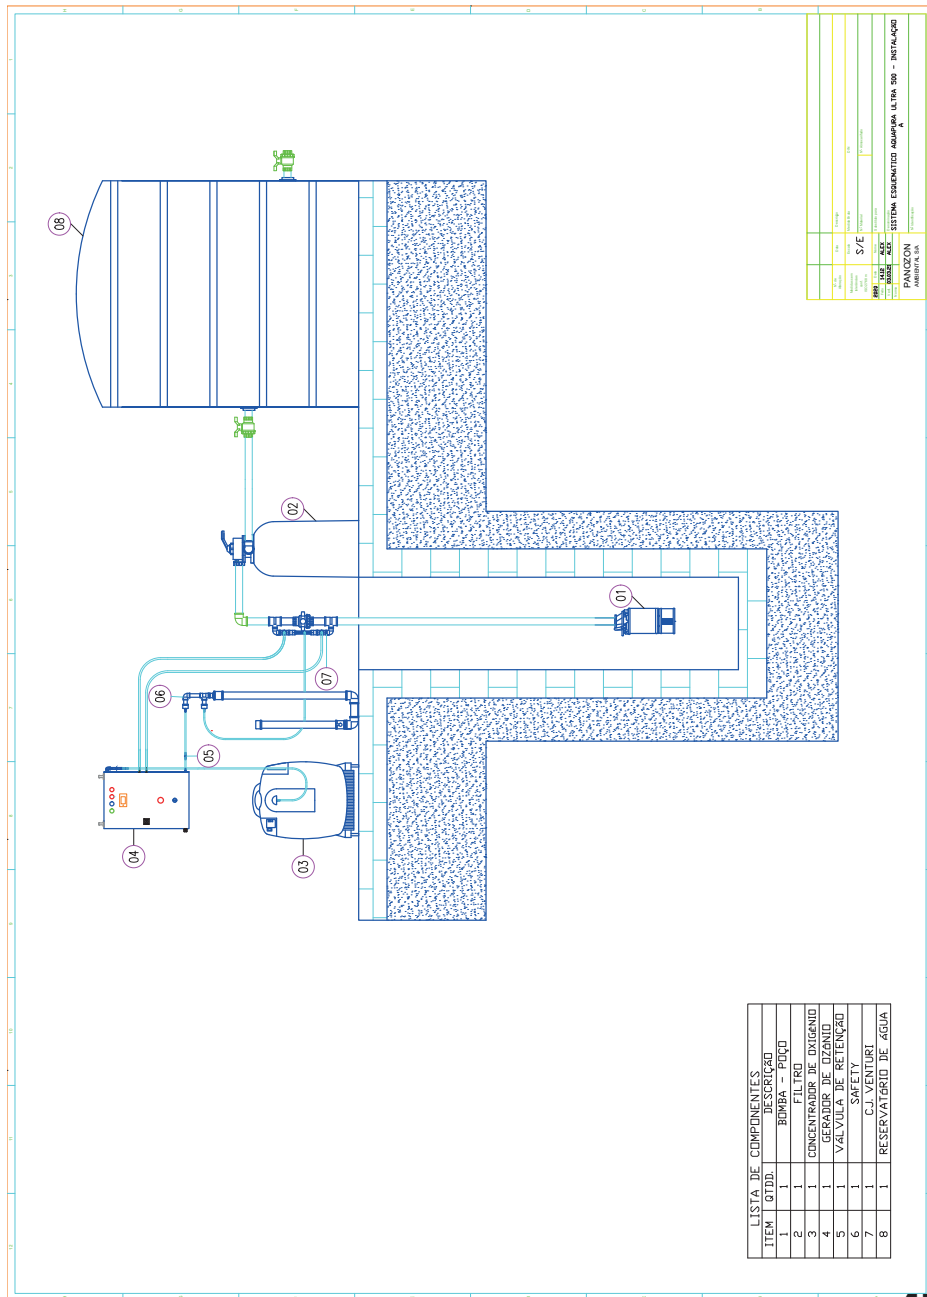 08
02
01
07
06
05
04
03
S/E
ALEX
ALEX
SISTEMA ESQUEMATICO AQUAPURA ULTRA 500 - INSTALAÇÃO
A
PANOZON
AMBIENTAL S/A
LISTA DE COMPONENTES
ITEM QTDD. DESCRIÇÃO
1 1 BOMBA - POÇO
2 1 FILTRO
3 1 CONCENTRADOR DE OXIGÊNIO
4 1 GERADOR DE OZÔNIO
5 1 VÁLVULA DE RETENÇÃO
6 1 SAFETY
7 1 CJ. VENTURI
8 1 RESERVATÓRIO DE ÁGUA